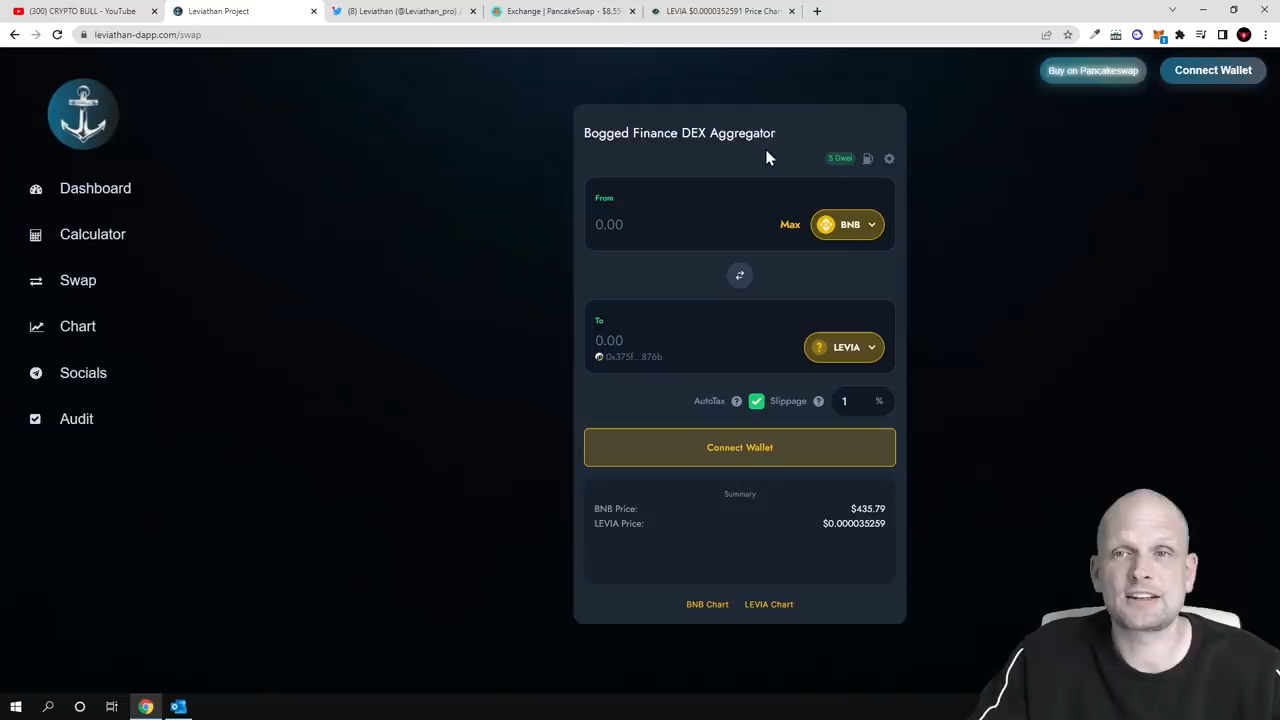 (300) CRYPTO BULL - YouTube
Leviathan Project
(8) Leviathan (@Leviathan_pro) /
Exchange | PancakeSwap - $8.55
LEVIA $0.0000352591 Price Char
leviathan-dapp.com/swap
Buy on Pancakeswap
Connect Wallet
Dashboard
Calculator
Swap
Chart
Socials
Audit
Bogged Finance DEX Aggregator
5 Gwei
From
0.00
Max
BNB
To
0.00
0x375f...876b
LEVIA
AutoTax
Slippage
1 %
Connect Wallet
Summary
BNB Price: $435.79
LEVIA Price: $0.000035259
BNB Chart LEVIA Chart